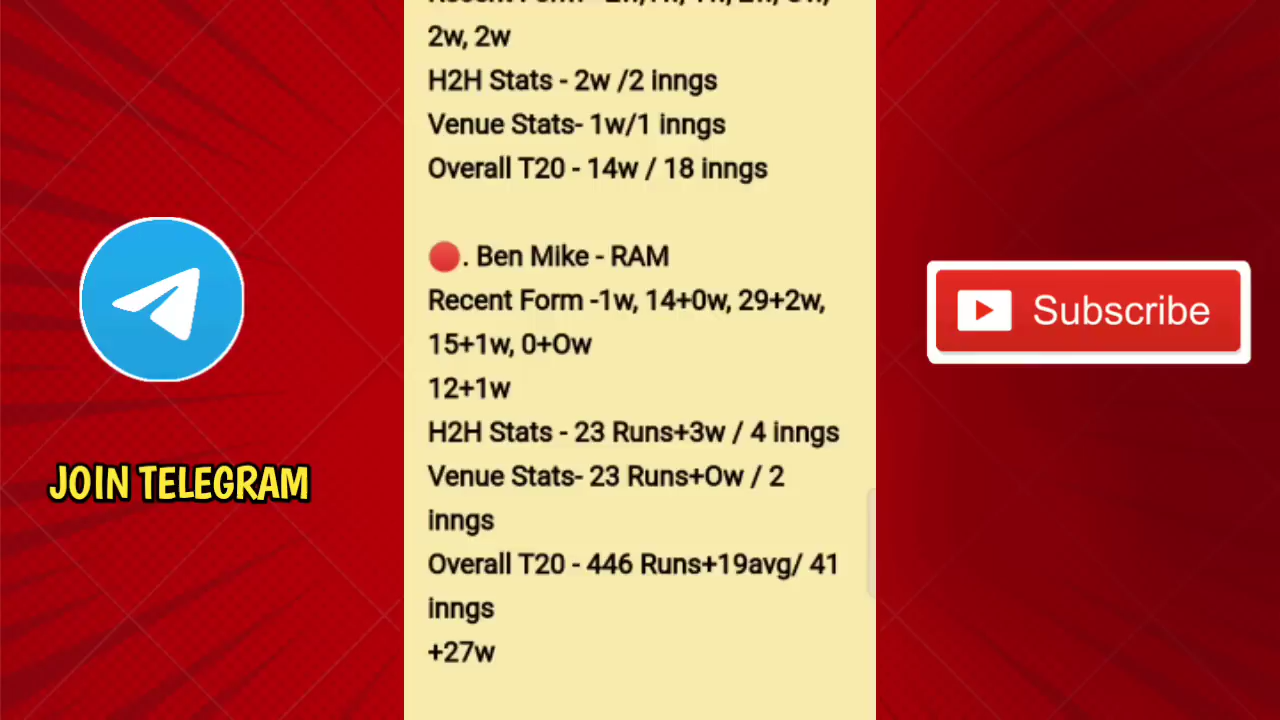 2w, 2w
H2H Stats - 2w /2 inngs
Venue Stats- 1w/1 inngs
Overall T20 - 14w / 18 inngs
🔴. Ben Mike - RAM
Recent Form -1w, 14+0w, 29+2w,
15+1w, 0+Ow
12+1w
H2H Stats - 23 Runs+3w / 4 inngs
Venue Stats- 23 Runs+Ow / 2
inngs
Overall T20 - 446 Runs+19avg/ 41
inngs
+27w
JOIN TELEGRAM
Subscribe